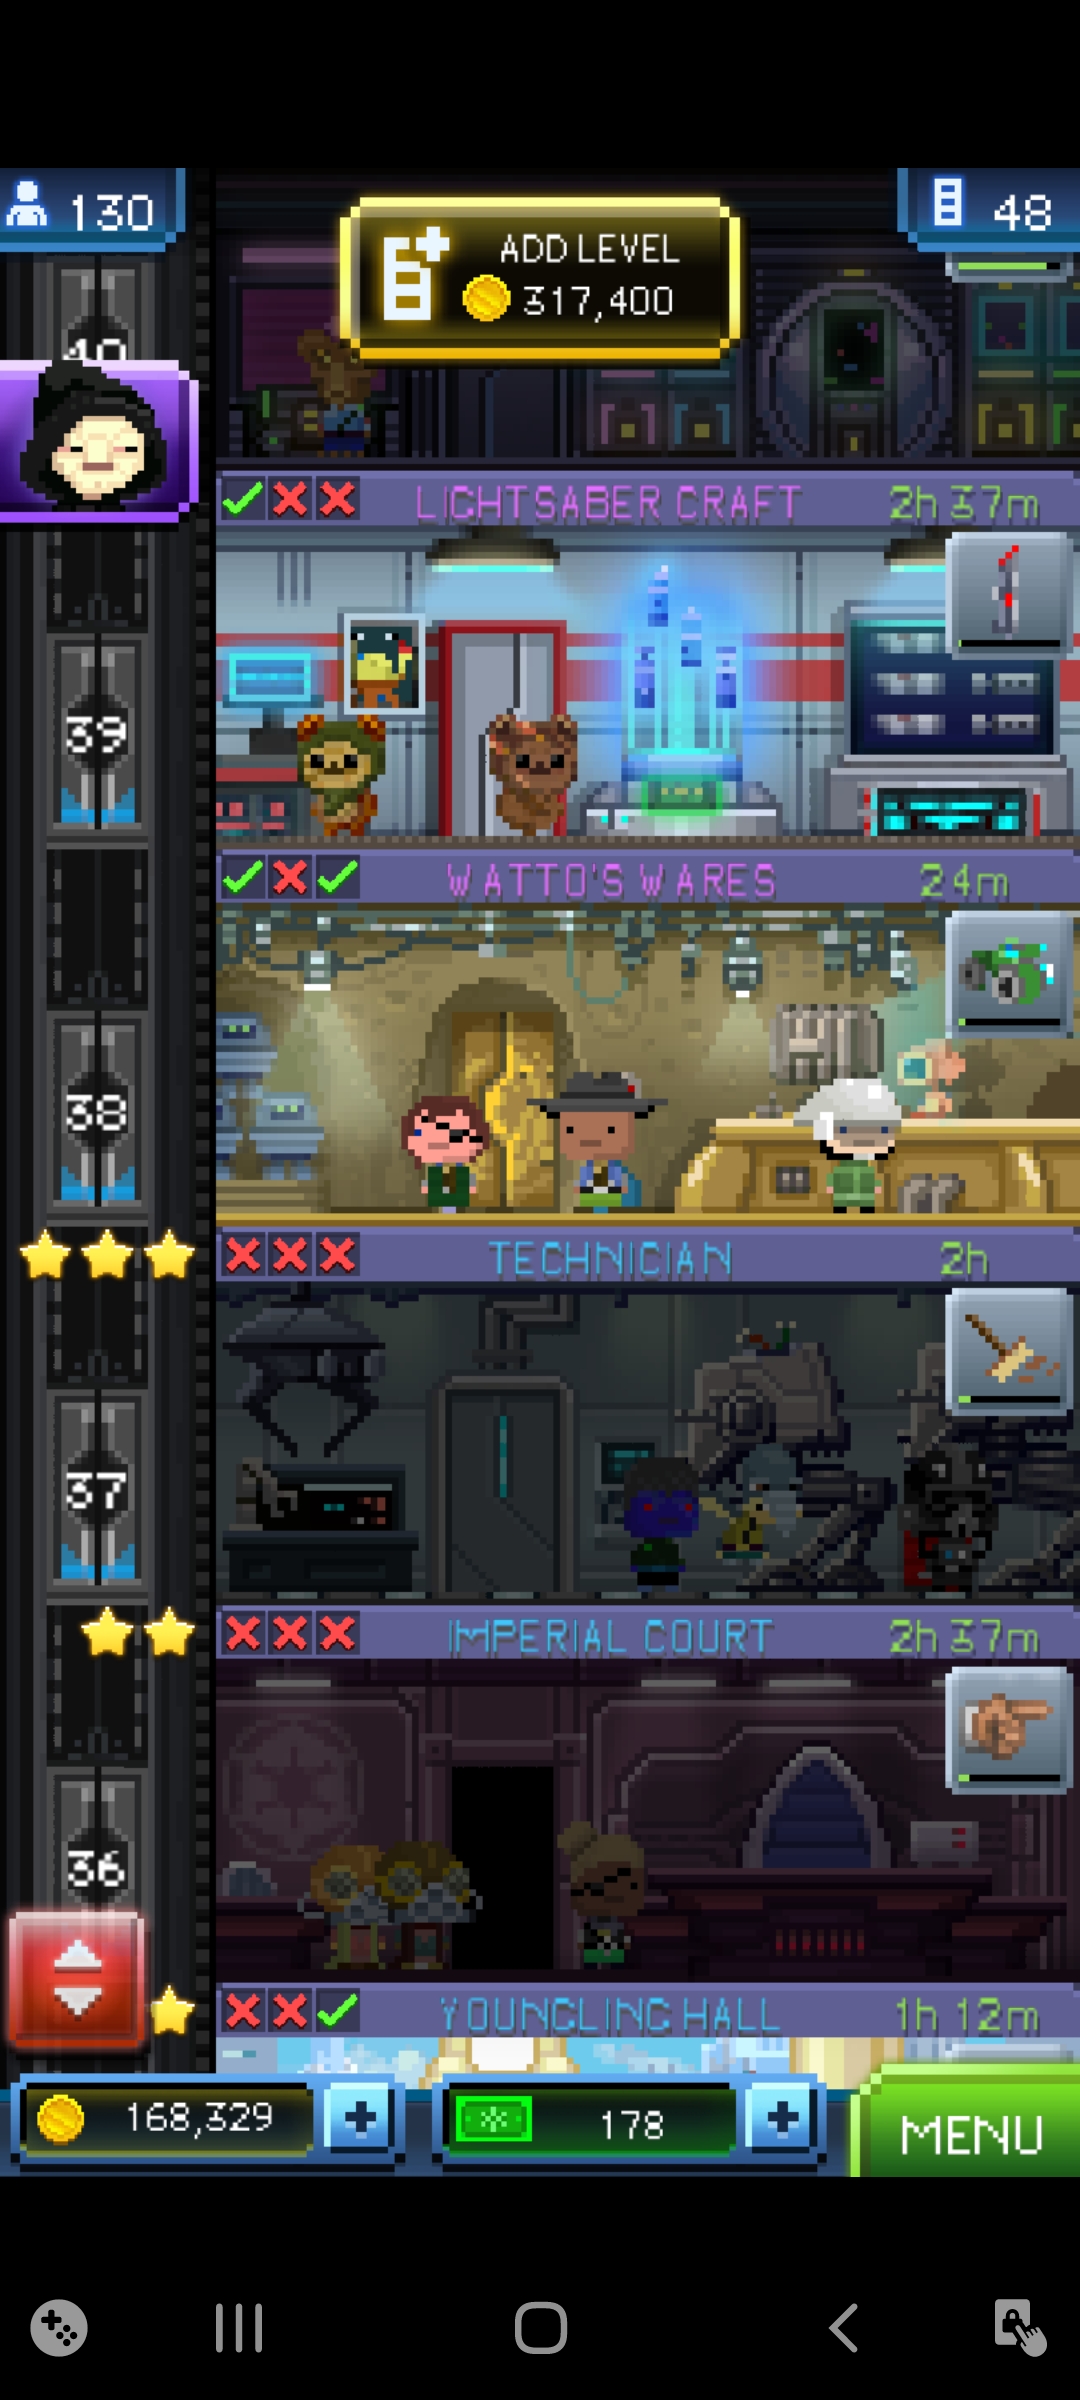 130
ADD LEVEL
317,400
48
40
LIGHTSABER CRAFT 2h 37m
39
WATTO'S WARES 24m
38
TECHNICIAN 2h
37
IMPERIAL COURT 2h 37m
36
YOUNGLING HALL 1h 12m
168,329
178
MENU